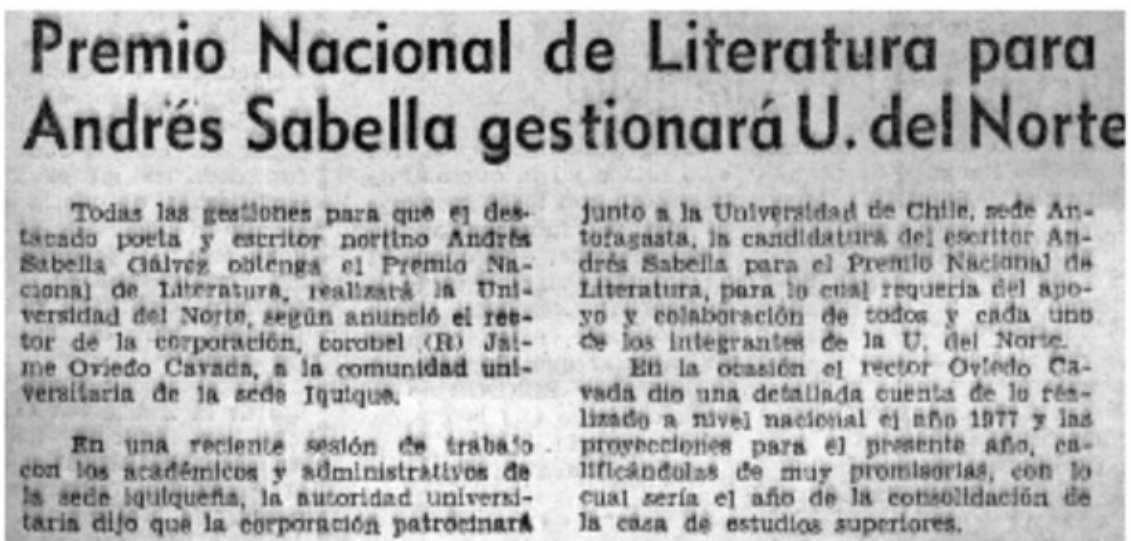 Premio Nacional de Literatura para
Andrés Sabella gestionará U. del Norte
Todas las gestiones para que el des-
tacado poeta y escritor nortino Andrés
Sabella Gálvez obtenga el Premio Na-
cional de Literatura, realizará la Uni-
versidad del Norte, según anunció el rec-
tor de la corporación, coronel (R) Jai-
me Oviedo Cavada, a la comunidad uni-
versitaria de la sede Iquique.
En una reciente sesión de trabajo
con los académicos y administrativos de
la sede iquiqueña, la autoridad universi-
taria dijo que la corporación patrocinará
junto a la Universidad de Chile, sede An-
tofagasta, la candidatura del escritor An-
drés Sabella para el Premio Nacional de
Literatura, para lo cual requería del apo-
yo y colaboración de todos y cada uno
de los integrantes de la U. del Norte.
En la ocasión el rector Oviedo Ca-
vada dio una detallada cuenta de lo rea-
lizado a nivel nacional el año 1977 y las
proyecciones para el presente año, ca-
lificándolas de muy promisorias, con lo
cual sería el año de la consolidación de
la casa de estudios superiores.